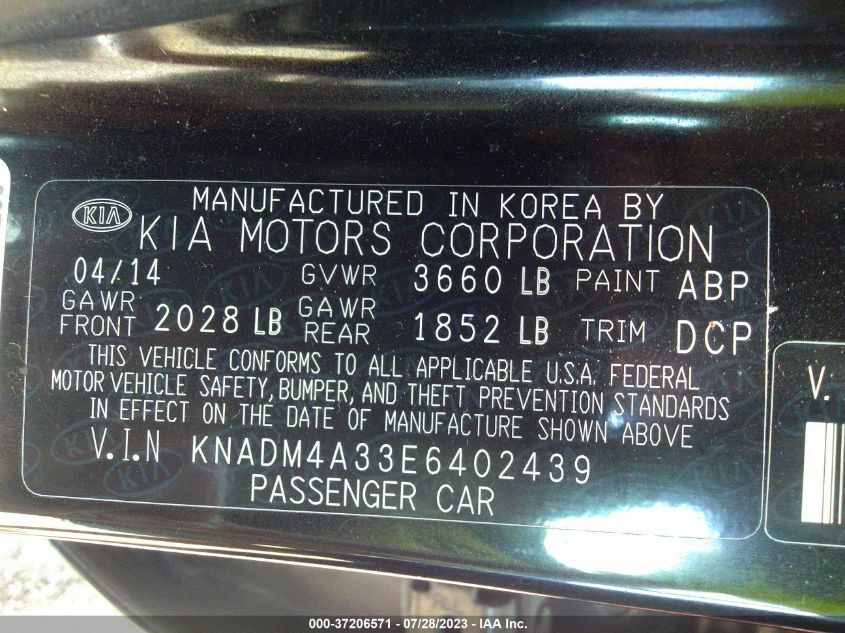 MANUFACTURED IN KOREA BY
KIA KIA MOTORS CORPORATION
04/14 GVWR 3660 LB PAINT ABP
GAWR FRONT 2028 LB GAWR REAR 1852 LB TRIM DCP
THIS VEHICLE CONFORMS TO ALL APPLICABLE U.S.A. FEDERAL
MOTOR VEHICLE SAFETY, BUMPER, AND THEFT PREVENTION STANDARDS
IN EFFECT ON THE DATE OF MANUFACTURE SHOWN ABOVE
V.I.N KNADM4A33E6402439
PASSENGER CAR
V.
000-37206571 | 07/28/2023 - IAA Inc.